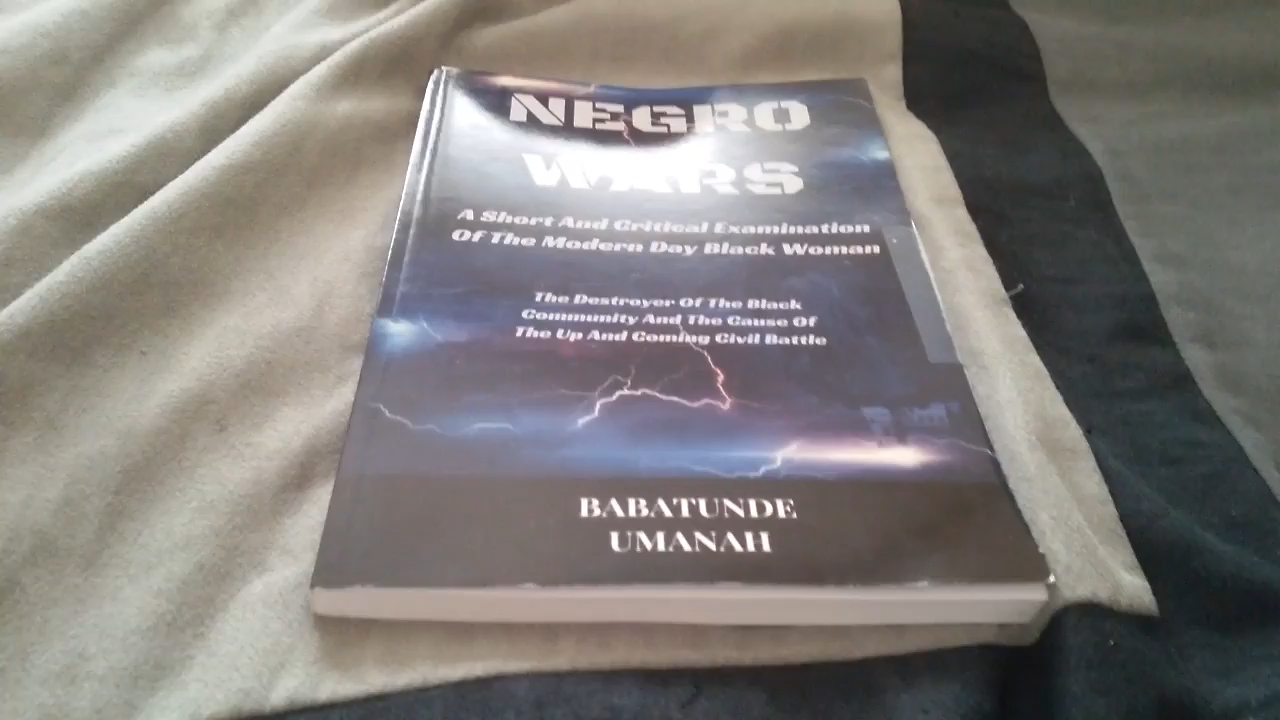 NEGRO
WARS
A Short And Critical Examination
Of The Modern Day Black Woman
The Destroyer Of The Black
Community And The Cause Of
The Up And Coming Civil Battle
BABATUNDE
UMANAH